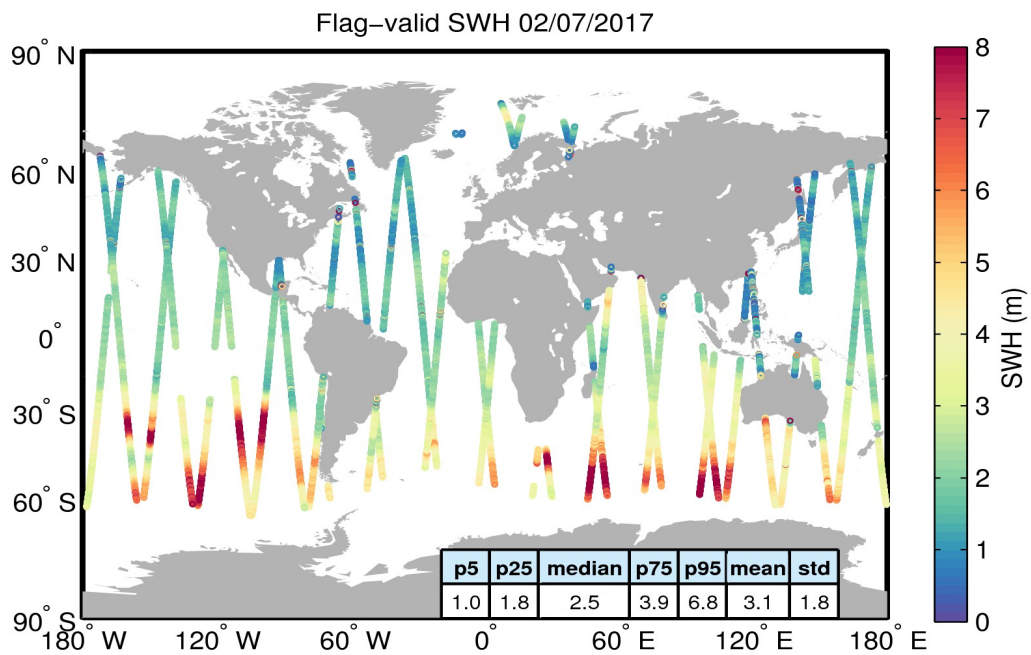 Flag−valid SWH 02/07/2017
90° N
60° N
30° N
0°
30° S
60° S
90° S
180° W
120° W
60° W
0°
60° E
120° E
180° E
p5 p25 median p75 p95 mean std
1.0 1.8 2.5 3.9 6.8 3.1 1.8
8
7
6
5
4
3
2
1
0
SWH (m)